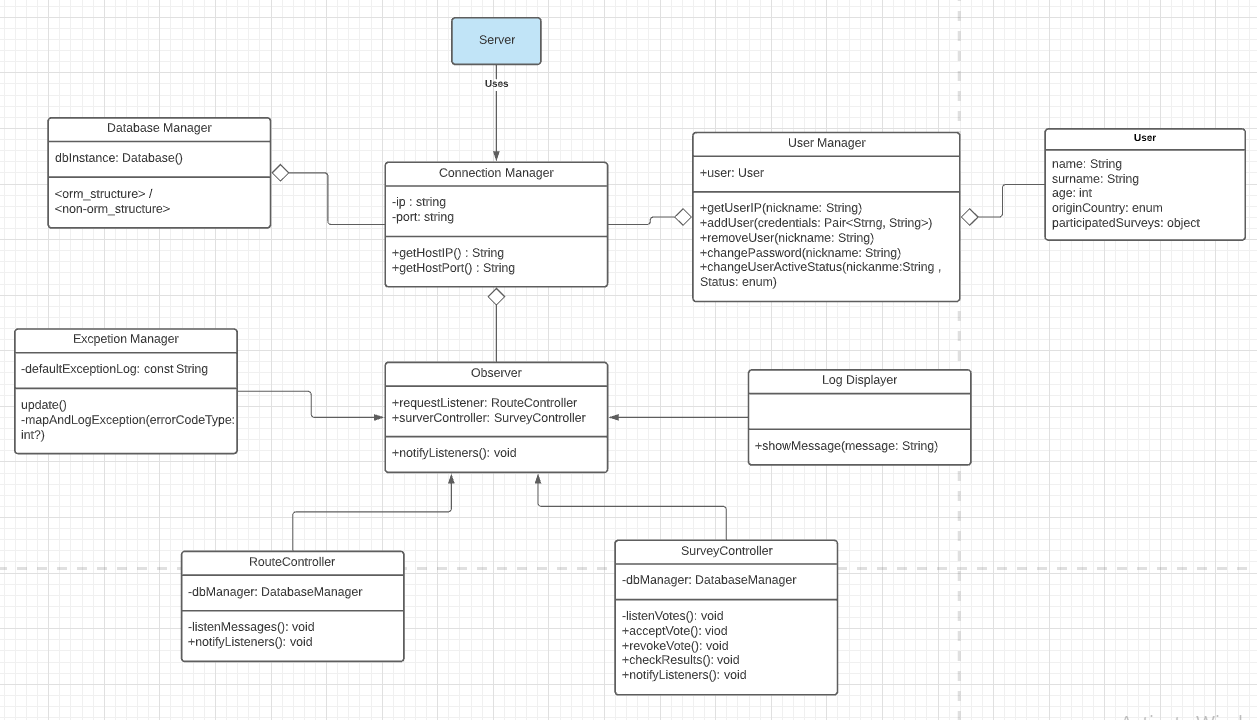 Server
Uses
Database Manager
dbInstance: Database()
<orm_structure> /
<non-orm_structure>
Connection Manager
-ip : string
-port: string
+getHostIP() : String
+getHostPort() : String
User Manager
+user: User
+getUserIP(nickname: String)
+addUser(credentials: Pair<Strng, String>)
+removeUser(nickname: String)
+changePassword(nickname: String)
+changeUserActiveStatus(nickanme:String ,
Status: enum)
User
name: String
surname: String
age: int
originCountry: enum
participatedSurveys: object
Excpetion Manager
-defaultExceptionLog: const String
update()
-mapAndLogException(errorCodeType:
int?)
Observer
+requestListener: RouteController
+surverController: SurveyController
+notifyListeners(): void
Log Displayer
+showMessage(message: String)
RouteController
-dbManager: DatabaseManager
-listenMessages(): void
+notifyListeners(): void
SurveyController
-dbManager: DatabaseManager
-listenVotes(): void
+acceptVote(): viod
+revokeVote(): void
+checkResults(): void
+notifyListeners(): void